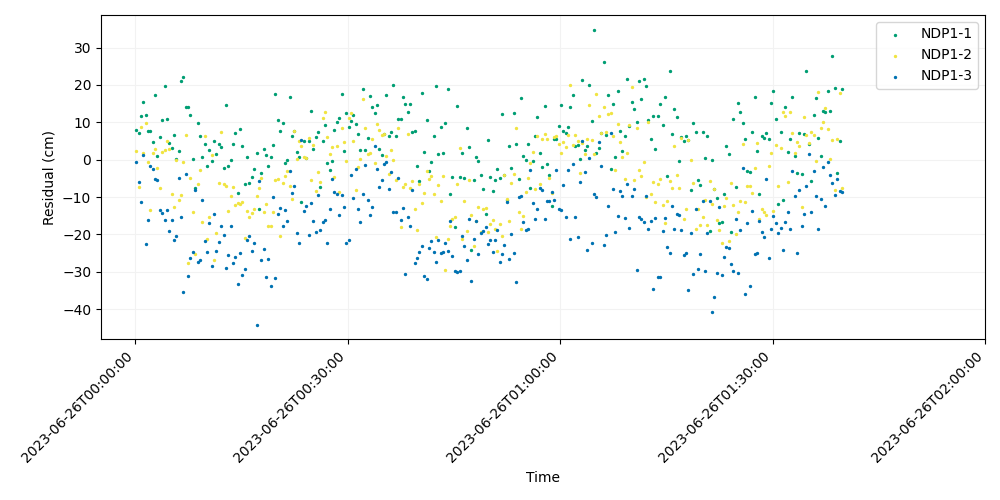 NDP1-1
NDP1-2
NDP1-3
Residual (cm)
30
20
10
0
−10
−20
−30
−40
2023-06-26T00:00:00
2023-06-26T00:30:00
2023-06-26T01:00:00
2023-06-26T01:30:00
2023-06-26T02:00:00
Time